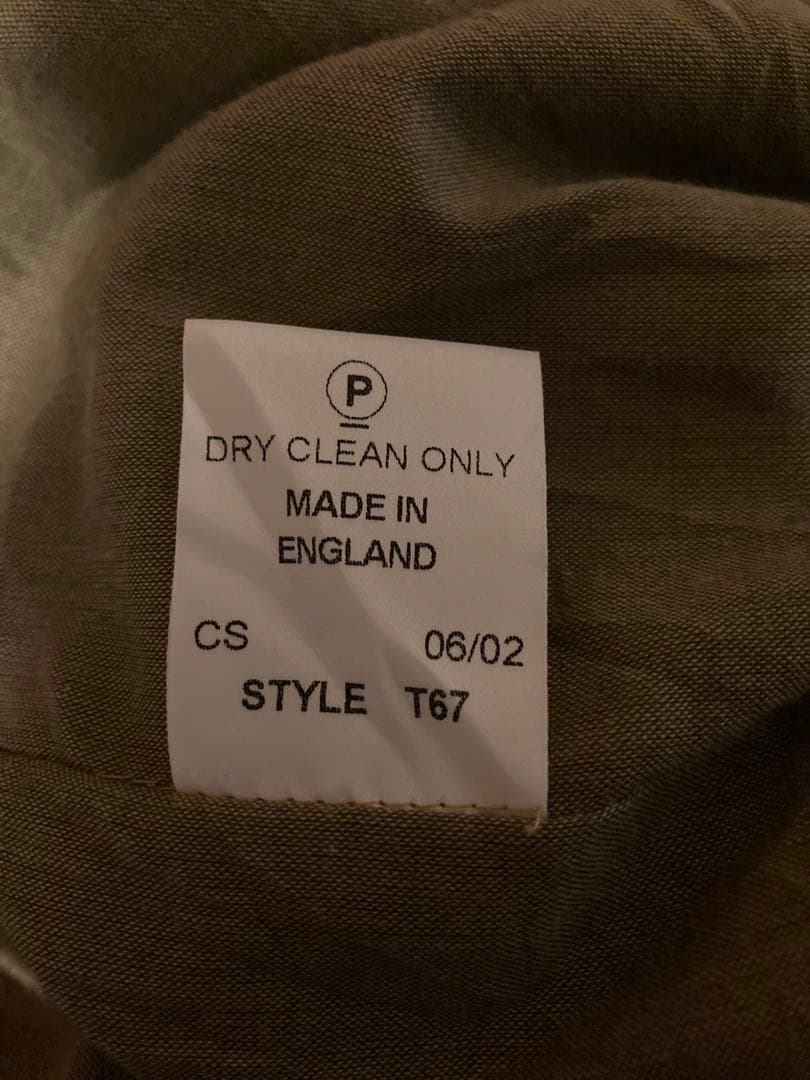 P
DRY CLEAN ONLY
MADE IN
ENGLAND
CS 06/02
STYLE T67